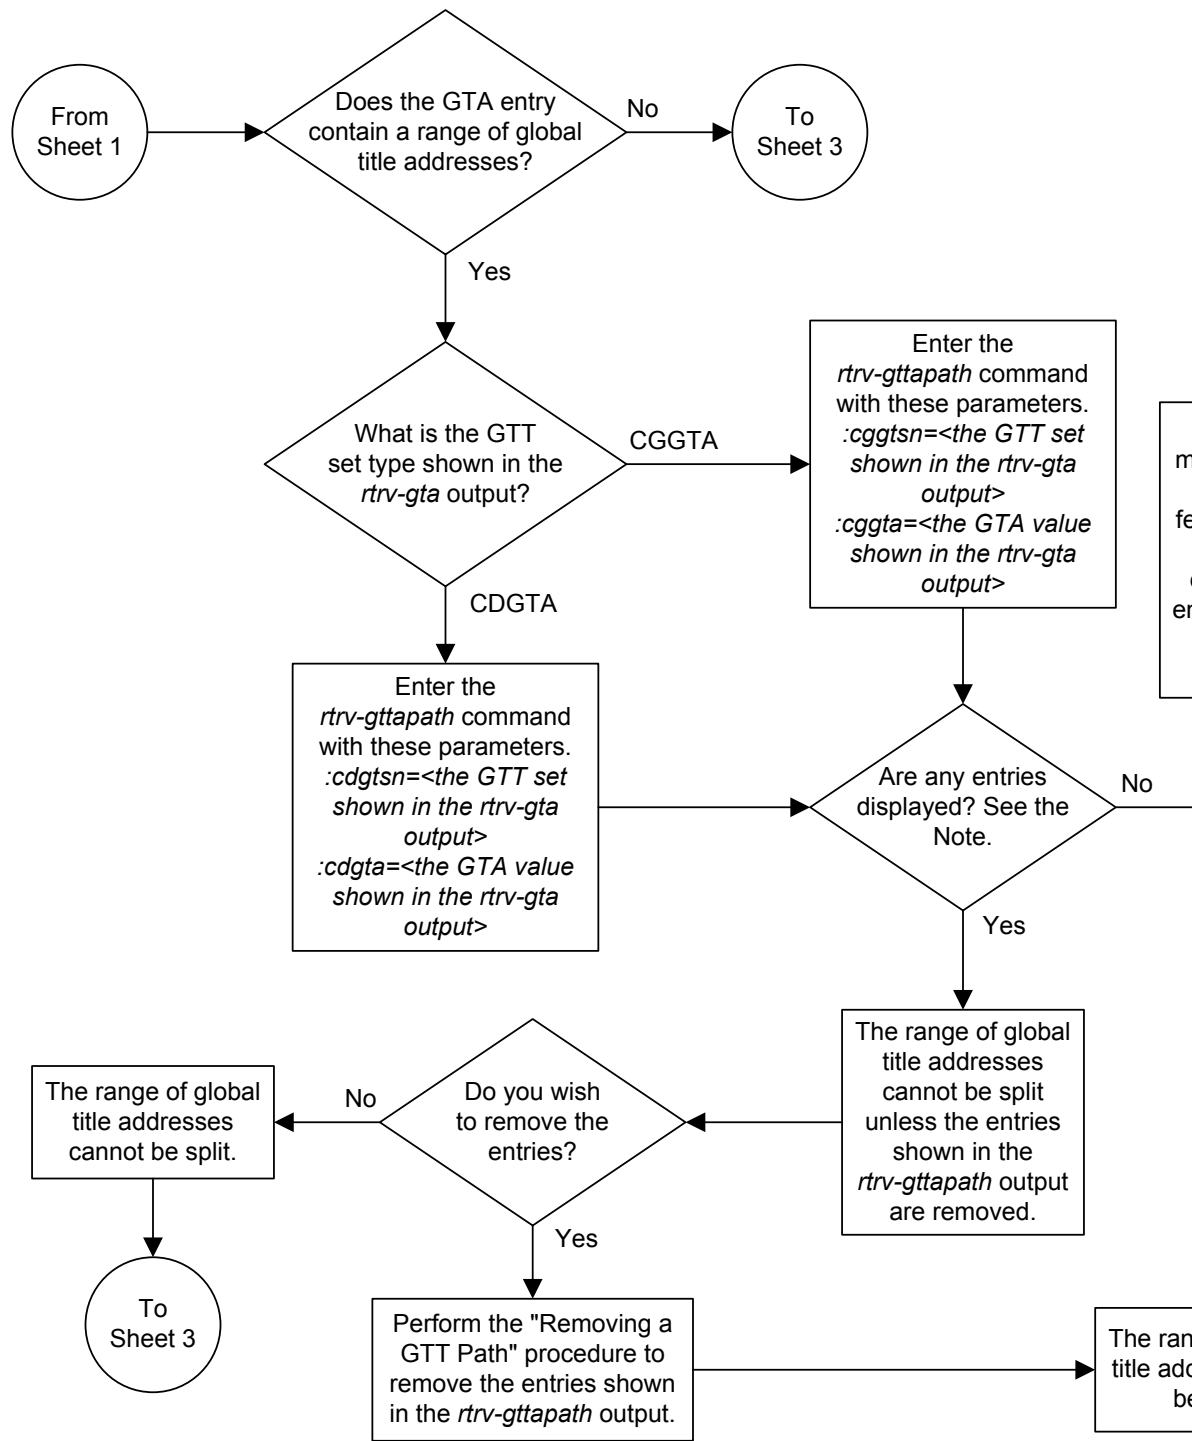 From
Sheet 1
Does the GTA entry
contain a range of global
title addresses?
No
To
Sheet 3
Yes
What is the GTT
set type shown in the
rtrv-gta output?
CGGTA
Enter the
rtrv-gttapath command
with these parameters.
:cggtsn=<the GTT set
shown in the rtrv-gta
output>
:cggta=<the GTA value
shown in the rtrv-gta
output>
CDGTA
Enter the
rtrv-gttapath command
with these parameters.
:cdgtsn=<the GTT set
shown in the rtrv-gta
output>
:cdgta=<the GTA value
shown in the rtrv-gta
output>
Are any entries
displayed? See the
Note.
No
Yes
The range of global
title addresses
cannot be split
unless the entries
shown in the
rtrv-gttapath output
are removed.
Do you wish
to remove the
entries?
No
The range of global
title addresses
cannot be split.
To
Sheet 3
Yes
Perform the "Removing a
GTT Path" procedure to
remove the entries shown
in the rtrv-gttapath output.
The
title